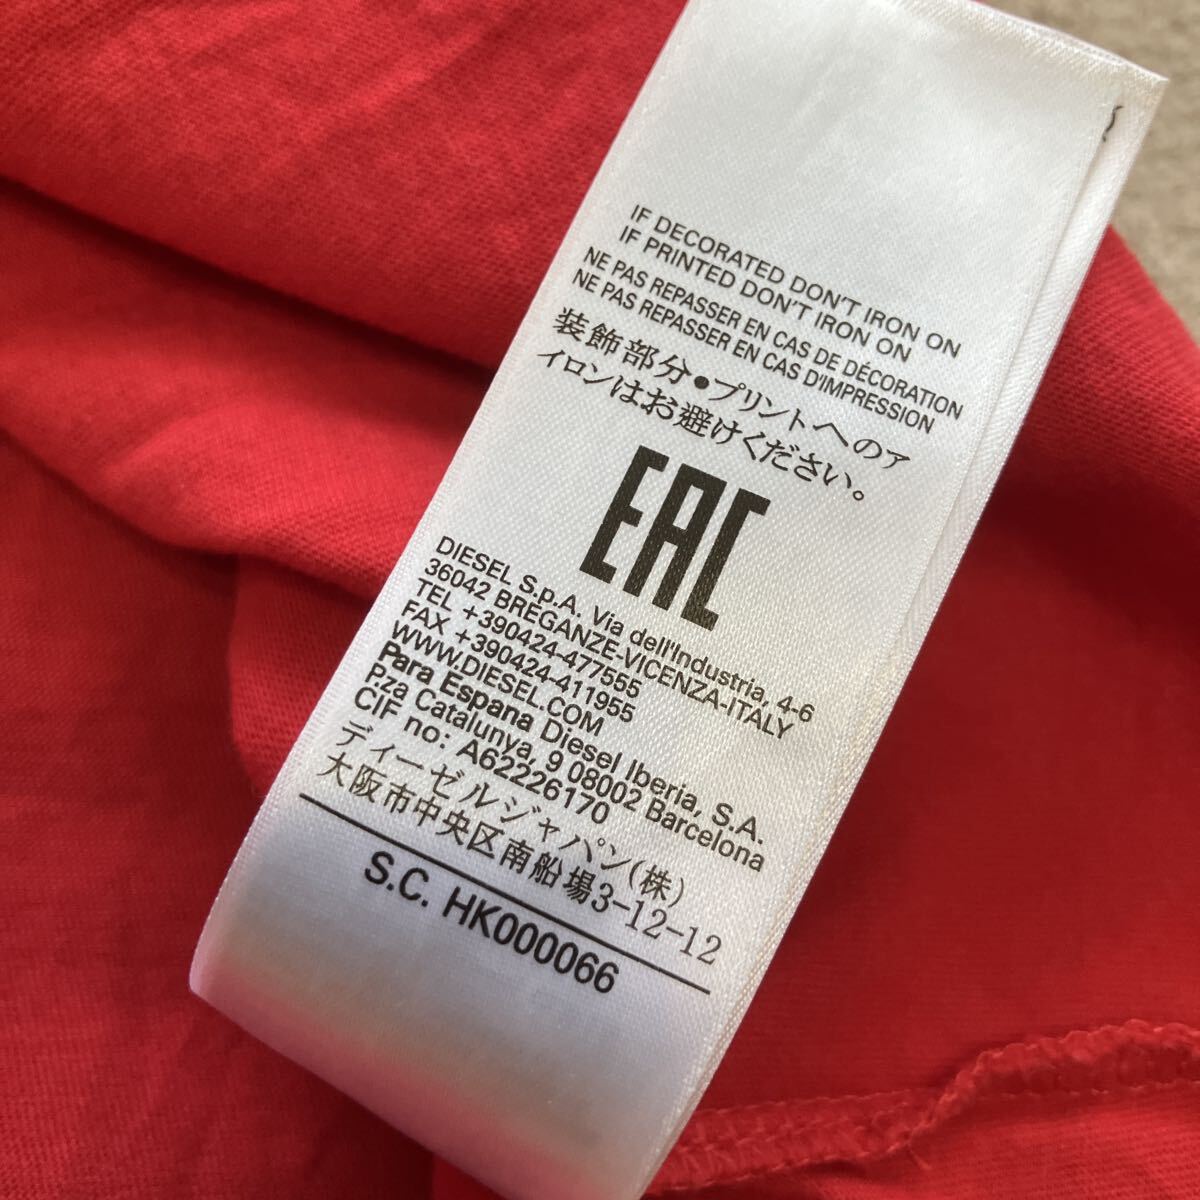 IF DECORATED DON'T IRON ON
IF PRINTED DON'T IRON ON
NE PAS REPASSER EN CAS DE DÉCORATION
NE PAS REPASSER EN CAS D'IMPRESSION
装飾部分•プリントへのア
イロンはお避けください。
EAC
DIESEL S.p.A. Via dell'Industria, 4-6
36042 BREGANZE-VICENZA-ITALY
TEL +390424-477555
FAX +390424-411955
WWW.DIESEL.COM
Para Espana Diesel Iberia, S.A.
P.za Catalunya, 9 08002 Barcelona
CIF no: A62226170
ディーゼルジャパン(株)
大阪市中央区南船場3-12-12
S.C. HK000066